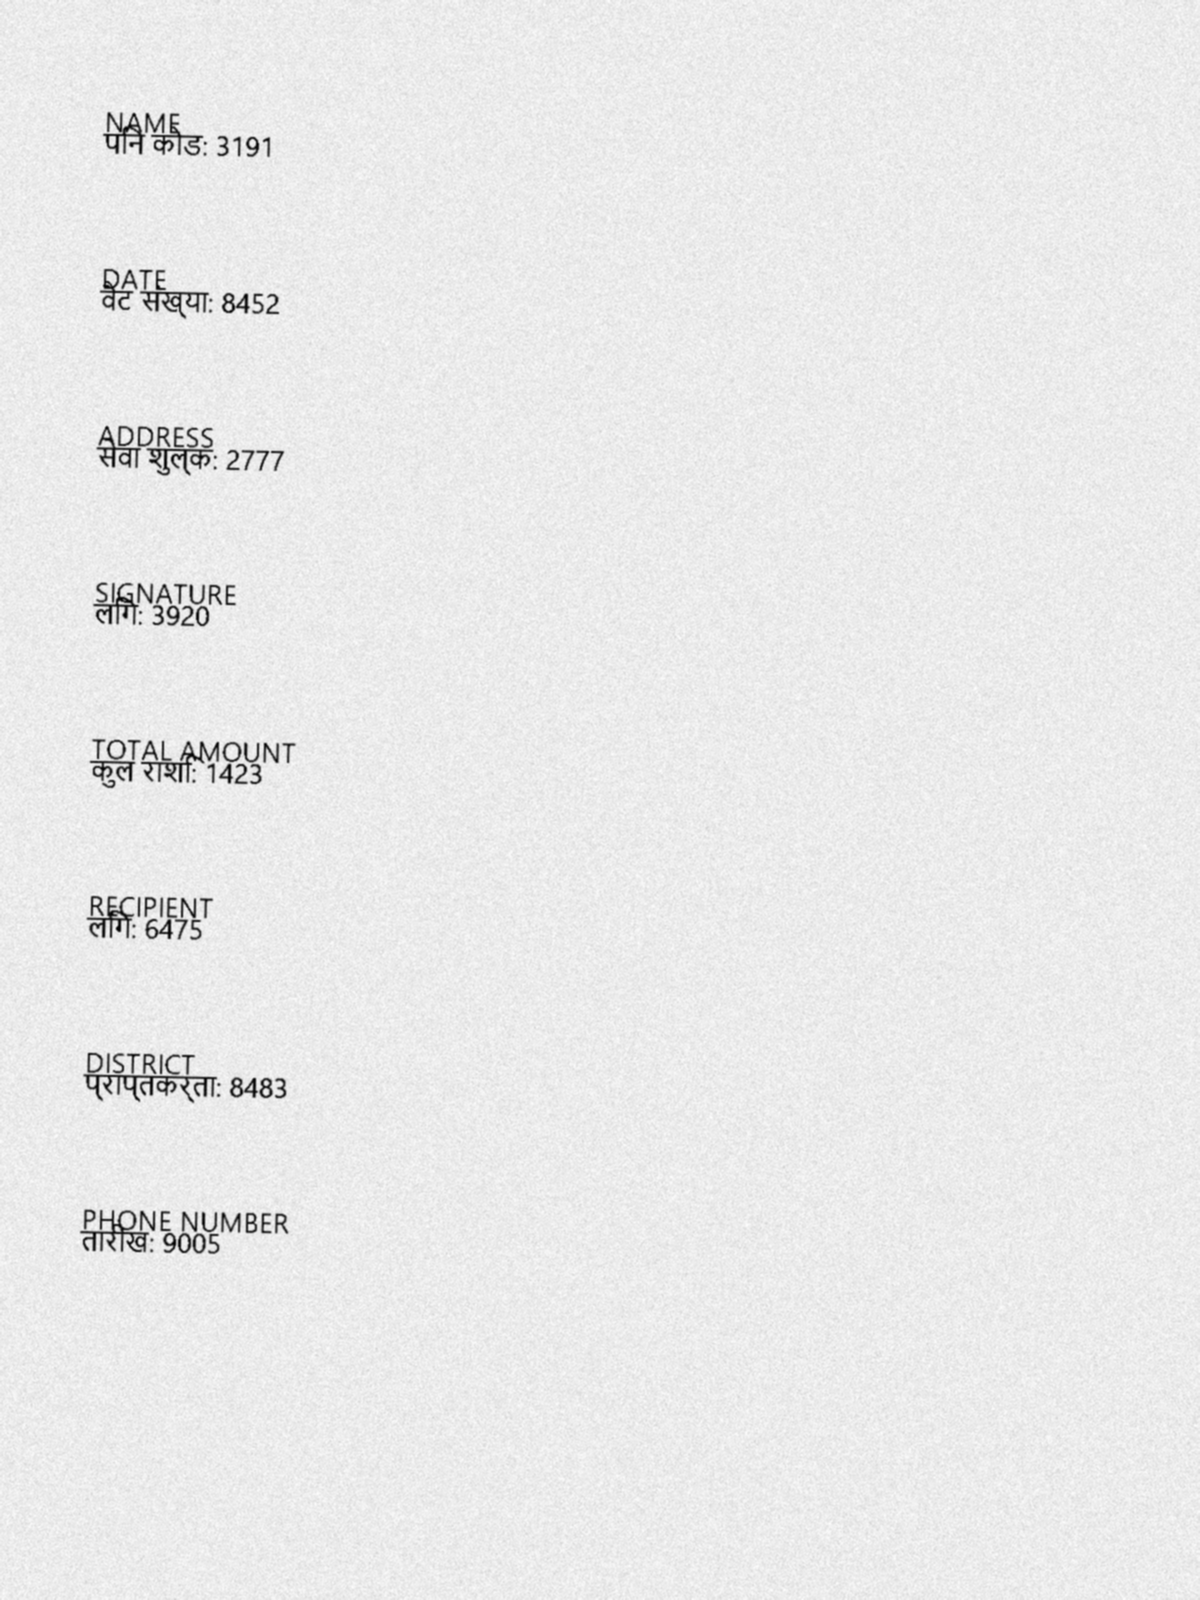 NAME
पिन कोड: 3191
DATE
वैट संख्या: 8452
ADDRESS
सेवा शुल्क: 2777
SIGNATURE
लिंग: 3920
TOTAL AMOUNT
कुल राशि: 1423
RECIPIENT
लिंग: 6475
DISTRICT
प्राप्तकर्ता: 8483
PHONE NUMBER
तारीख: 9005